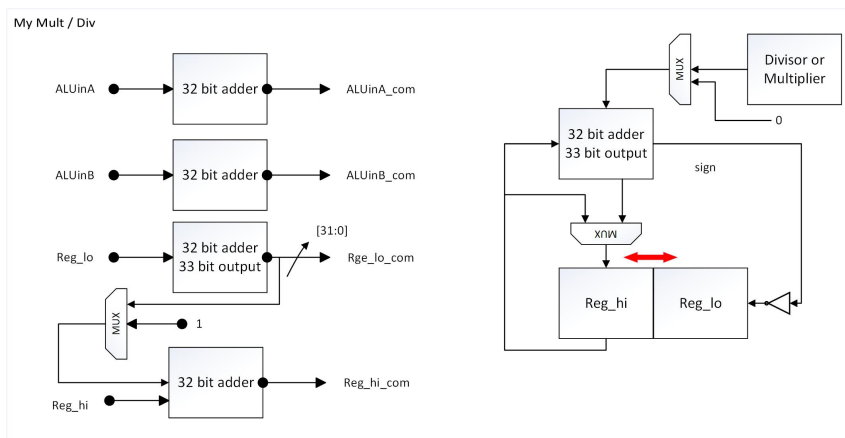 My Mult / Div
ALUinA
32 bit adder
ALUinA_com
ALUinB
32 bit adder
ALUinB_com
Reg_lo
32 bit adder
33 bit output
[31:0]
Rge_lo_com
MUX
1
Reg_hi
32 bit adder
Reg_hi_com
MUX
Divisor or
Multiplier
0
32 bit adder
33 bit output
sign
MUX
Reg_hi
Reg_lo